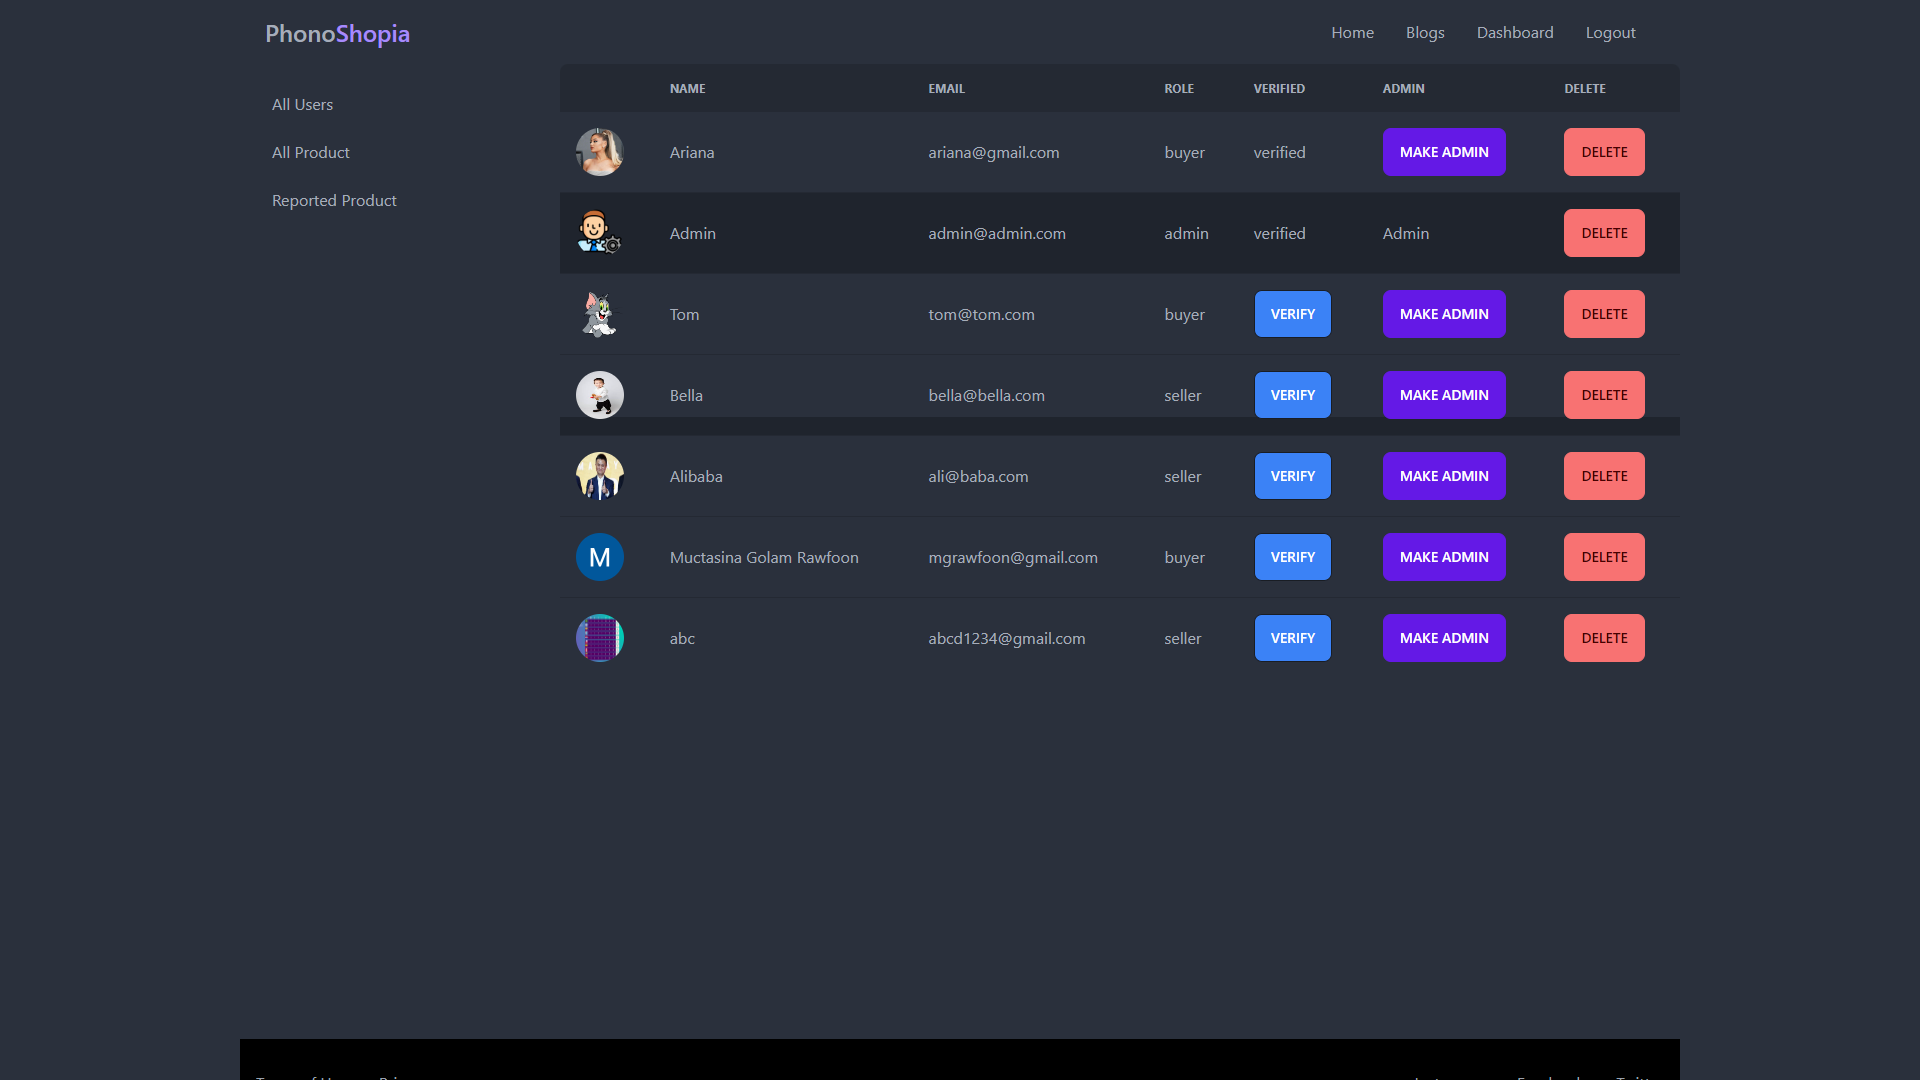 PhonoShopia
Home Blogs Dashboard Logout
All Users
All Product
Reported Product
NAME EMAIL ROLE VERIFIED ADMIN DELETE
Ariana ariana@gmail.com buyer verified MAKE ADMIN DELETE
Admin admin@admin.com admin verified Admin DELETE
Tom tom@tom.com buyer VERIFY MAKE ADMIN DELETE
Bella bella@bella.com seller VERIFY MAKE ADMIN DELETE
Alibaba ali@baba.com seller VERIFY MAKE ADMIN DELETE
M Muctasina Golam Rawfoon mgrawfoon@gmail.com buyer VERIFY MAKE ADMIN DELETE
abc abcd1234@gmail.com seller VERIFY MAKE ADMIN DELETE